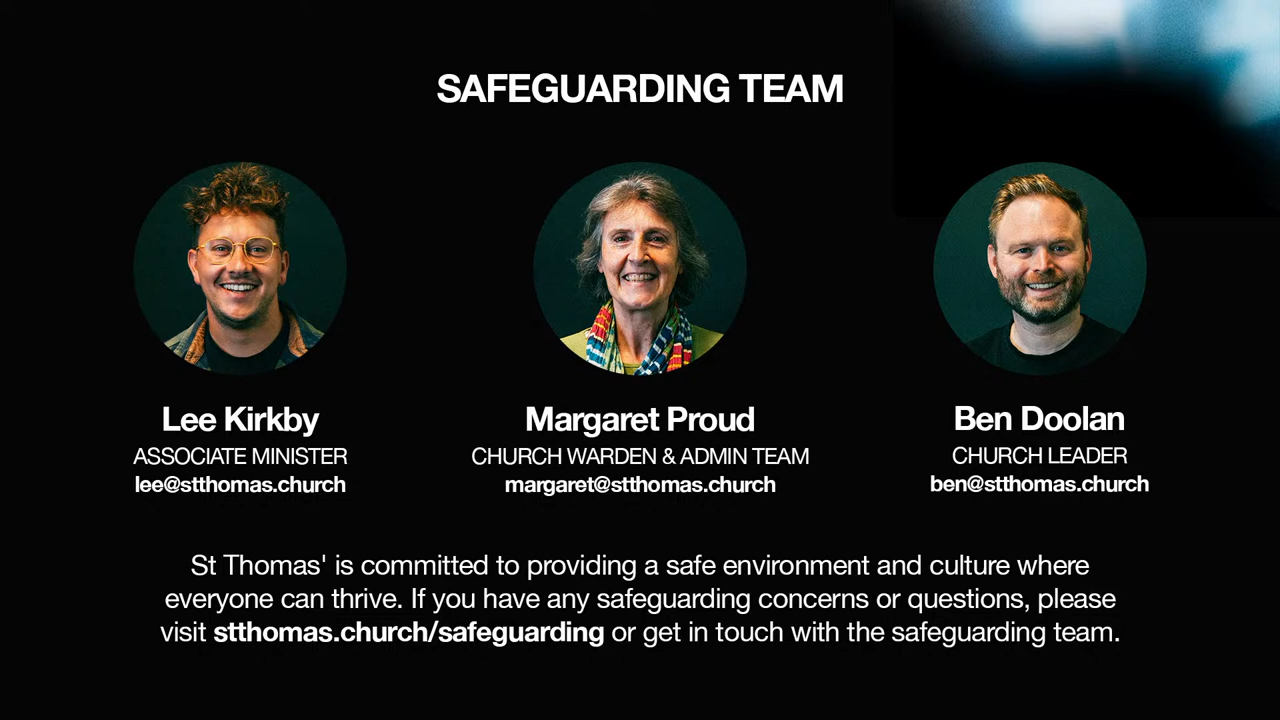 SAFEGUARDING TEAM
Lee Kirkby
ASSOCIATE MINISTER
lee@stthomas.church
Margaret Proud
CHURCH WARDEN & ADMIN TEAM
margaret@stthomas.church
Ben Doolan
CHURCH LEADER
ben@stthomas.church
St Thomas' is committed to providing a safe environment and culture where
everyone can thrive. If you have any safeguarding concerns or questions, please
visit stthomas.church/safeguarding or get in touch with the safeguarding team.